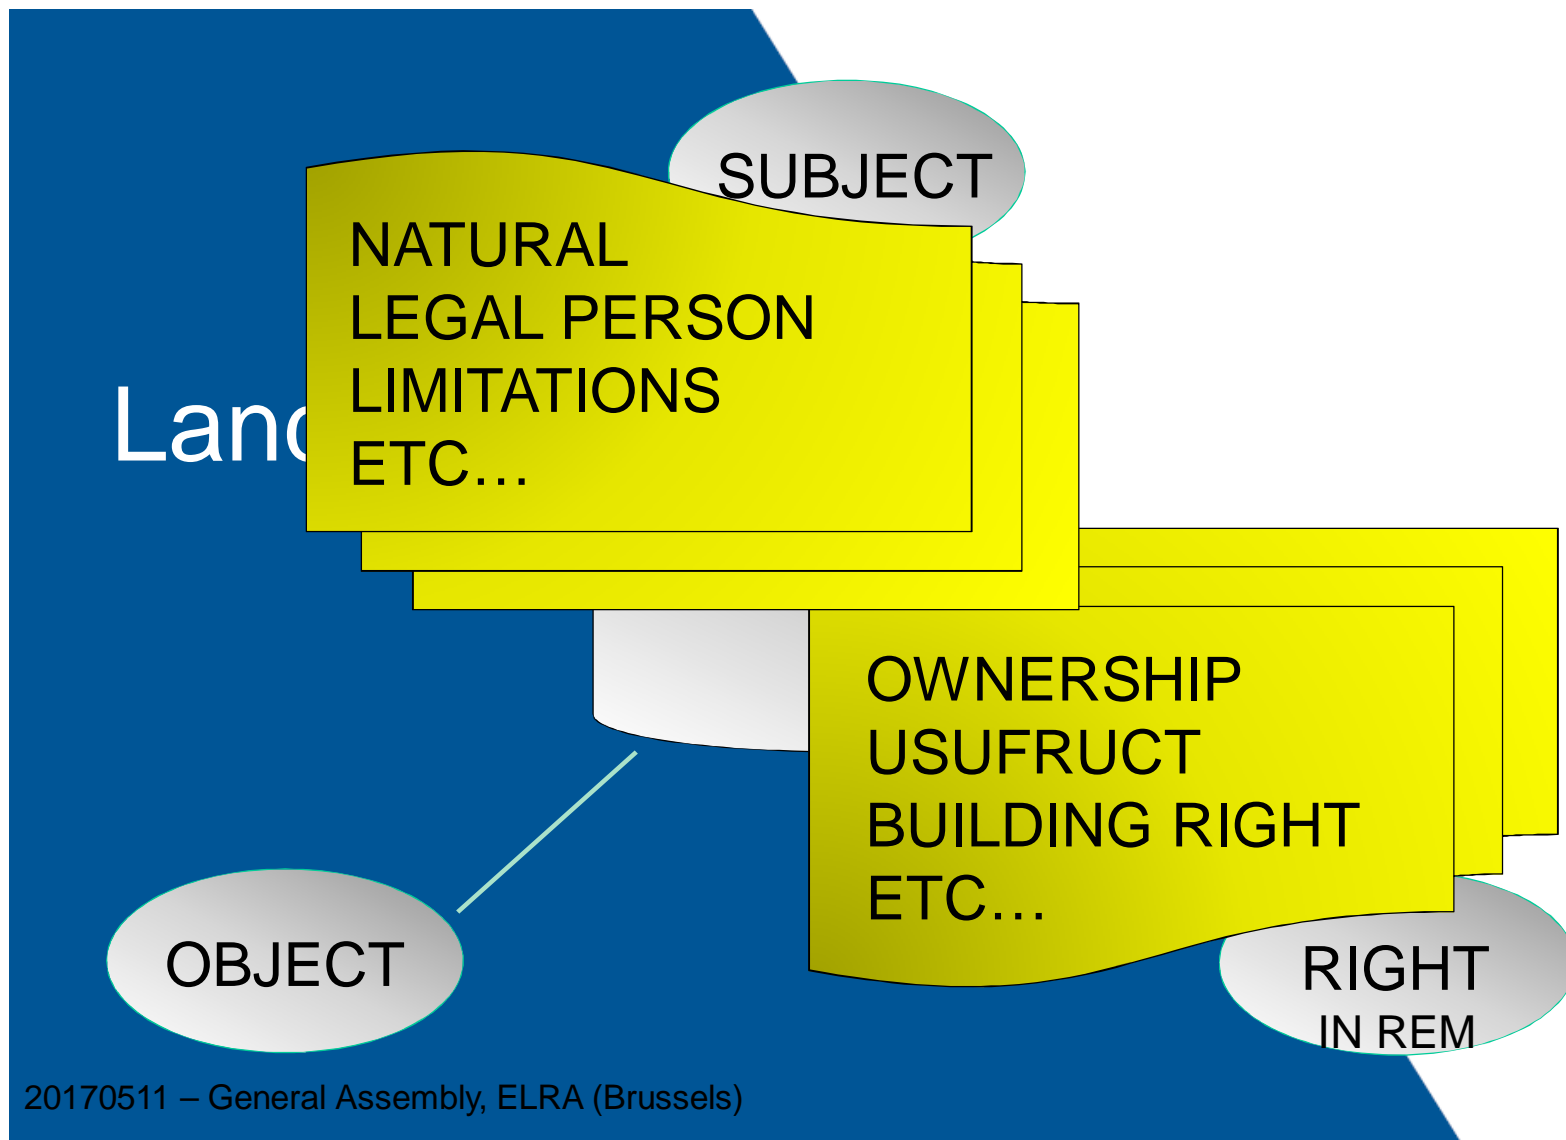 SUBJECT
NATURAL
LEGAL PERSON
LIMITATIONS
ETC…
OWNERSHIP
USUFRUCT
BUILDING RIGHT
ETC…
OBJECT
RIGHT
IN REM
20170511 – General Assembly, ELRA (Brussels)